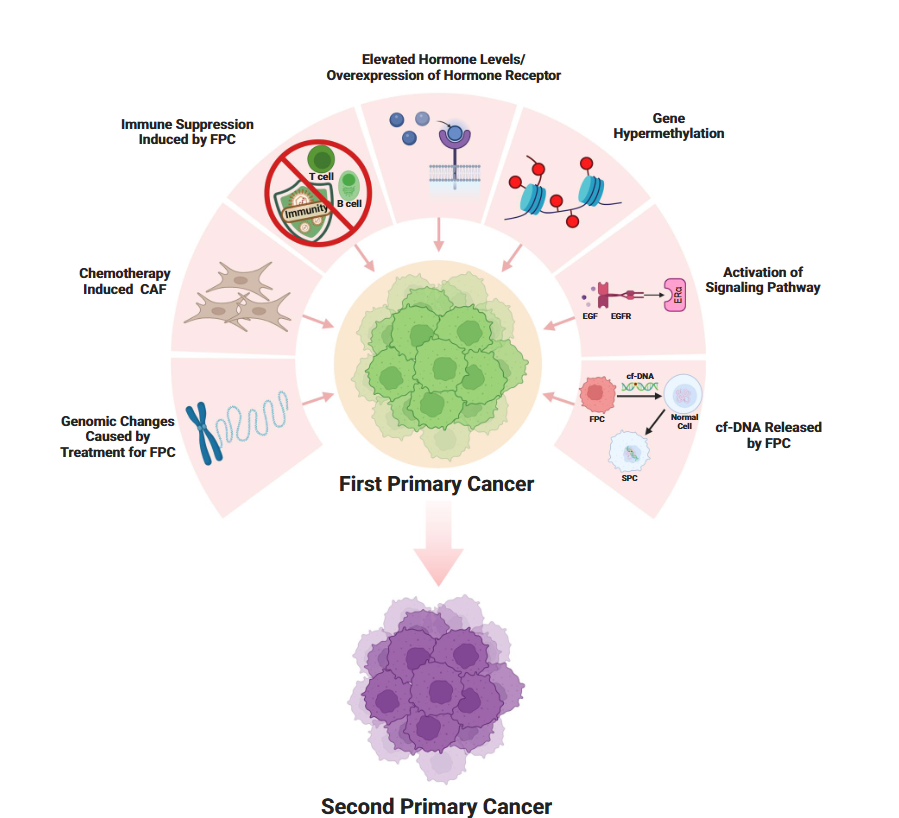 Elevated Hormone Levels/
Overexpression of Hormone Receptor
Immune Suppression
Induced by FPC
Gene
Hypermethylation
T cell
B cell
Immunity
Chemotherapy
Induced CAF
Activation of
Signaling Pathway
EGF
EGFR
ERα
Genomic Changes
Caused by
Treatment for FPC
cf-DNA
FPC
Normal
Cell
SPC
cf-DNA Released
by FPC
First Primary Cancer
Second Primary Cancer